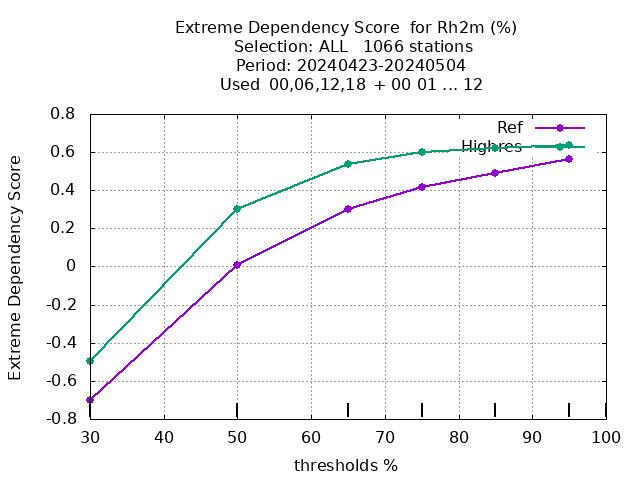 Extreme Dependency Score  for Rh2m (%)
Selection: ALL   1066 stations
Period: 20240423-20240504
Used  00,06,12,18  + 00 01 ... 12
Ref
Highres
Extreme Dependency Score
0.8
0.6
0.4
0.2
0
-0.2
-0.4
-0.6
-0.8
30 40 50 60 70 80 90 100
thresholds %